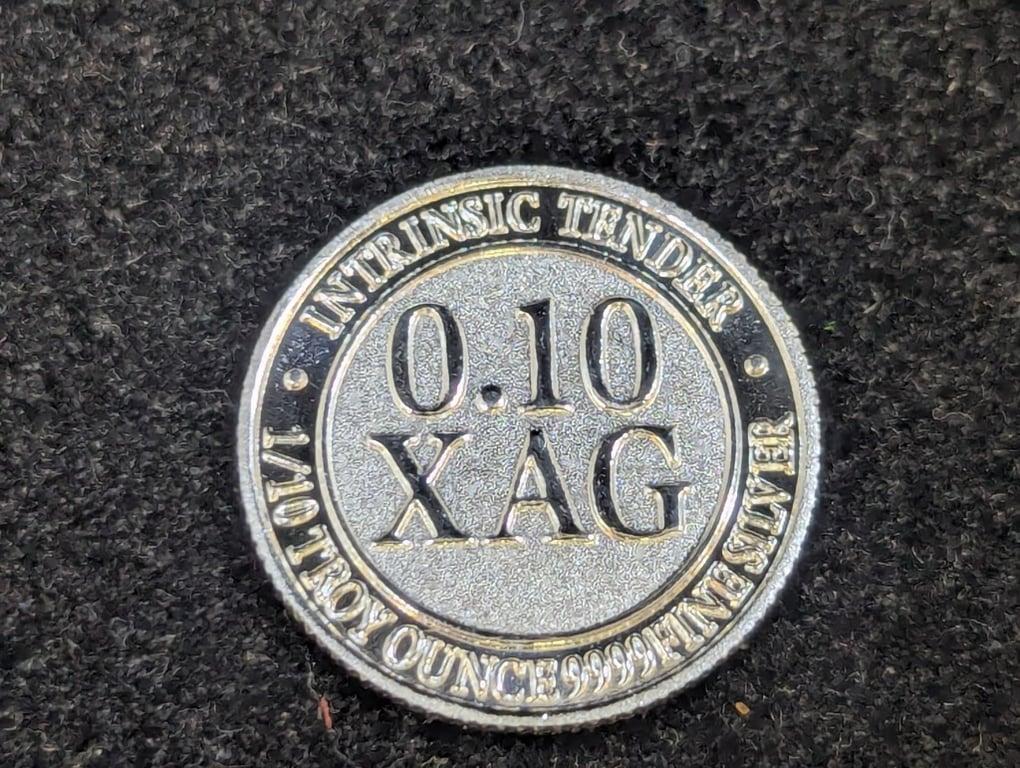 INTRINSIC TENDER
0.10
XAG
1/10 TROY OUNCE 9999 FINE SILVER